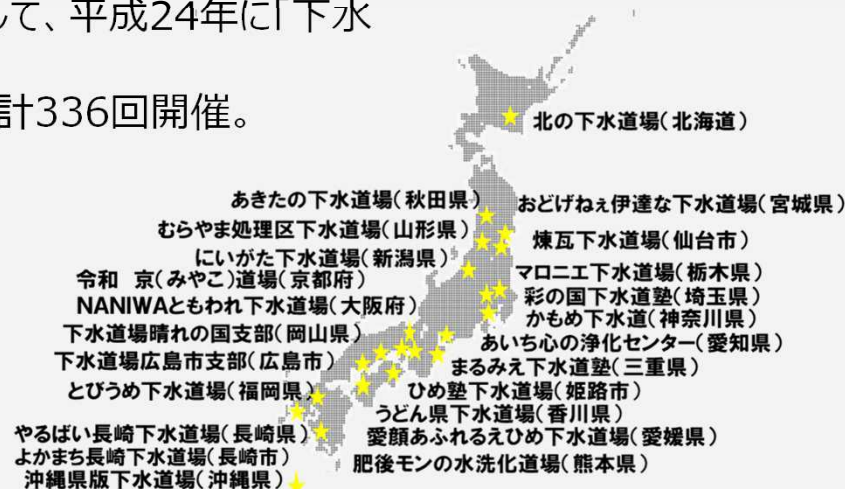 して、平成24年に「下水
計336回開催。
北の下水道場(北海道)
あきたの下水道場(秋田県)
おどげねぇ伊達な下水道場(宮城県)
むらやま処理区下水道場(山形県)
煉瓦下水道場(仙台市)
にいがた下水道場(新潟県)
マロニエ下水道場(栃木県)
令和 京(みやこ)道場(京都府)
彩の国下水道塾(埼玉県)
NANIWAともわれ下水道場(大阪府)
かもめ下水道(神奈川県)
下水道場晴れの国支部(岡山県)
あいち心の浄化センター(愛知県)
下水道場広島市支部(広島市)
まるみえ下水道塾(三重県)
とびうめ下水道場(福岡県)
ひめ塾下水道場(姫路市)
うどん県下水道場(香川県)
やるばい長崎下水道場(長崎県)
愛顔あふれるえひめ下水道場(愛媛県)
よかまち長崎下水道場(長崎市)
肥後モンの水洗化道場(熊本県)
沖縄県版下水道場(沖縄県)